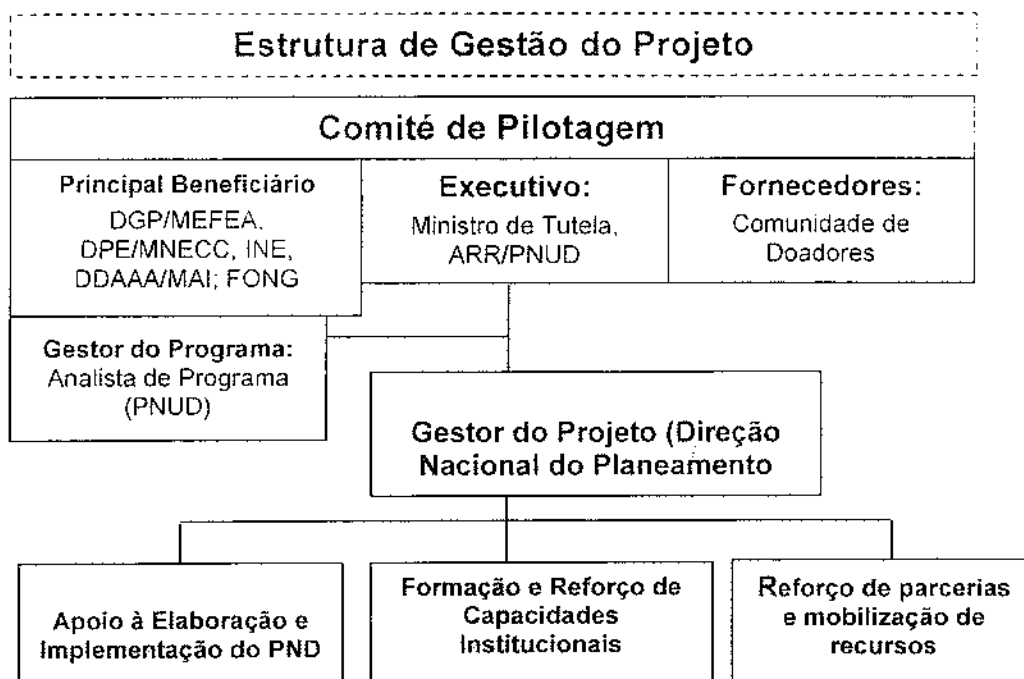 Estrutura de Gestão do Projeto
Comité de Pilotagem
Principal Beneficiário
DGP/MEFEA,
DPE/MNECC, INE,
DDAAA/MAI; FONG
Executivo:
Ministro de Tutela,
ARR/PNUD
Fornecedores:
Comunidade de
Doadores
Gestor do Programa:
Analista de Programa
(PNUD)
Gestor do Projeto (Direção
Nacional do Planeamento
Apoio à Elaboração e
Implementação do PND
Formação e Reforço de
Capacidades
Institucionais
Reforço de parcerias
e mobilização de
recursos